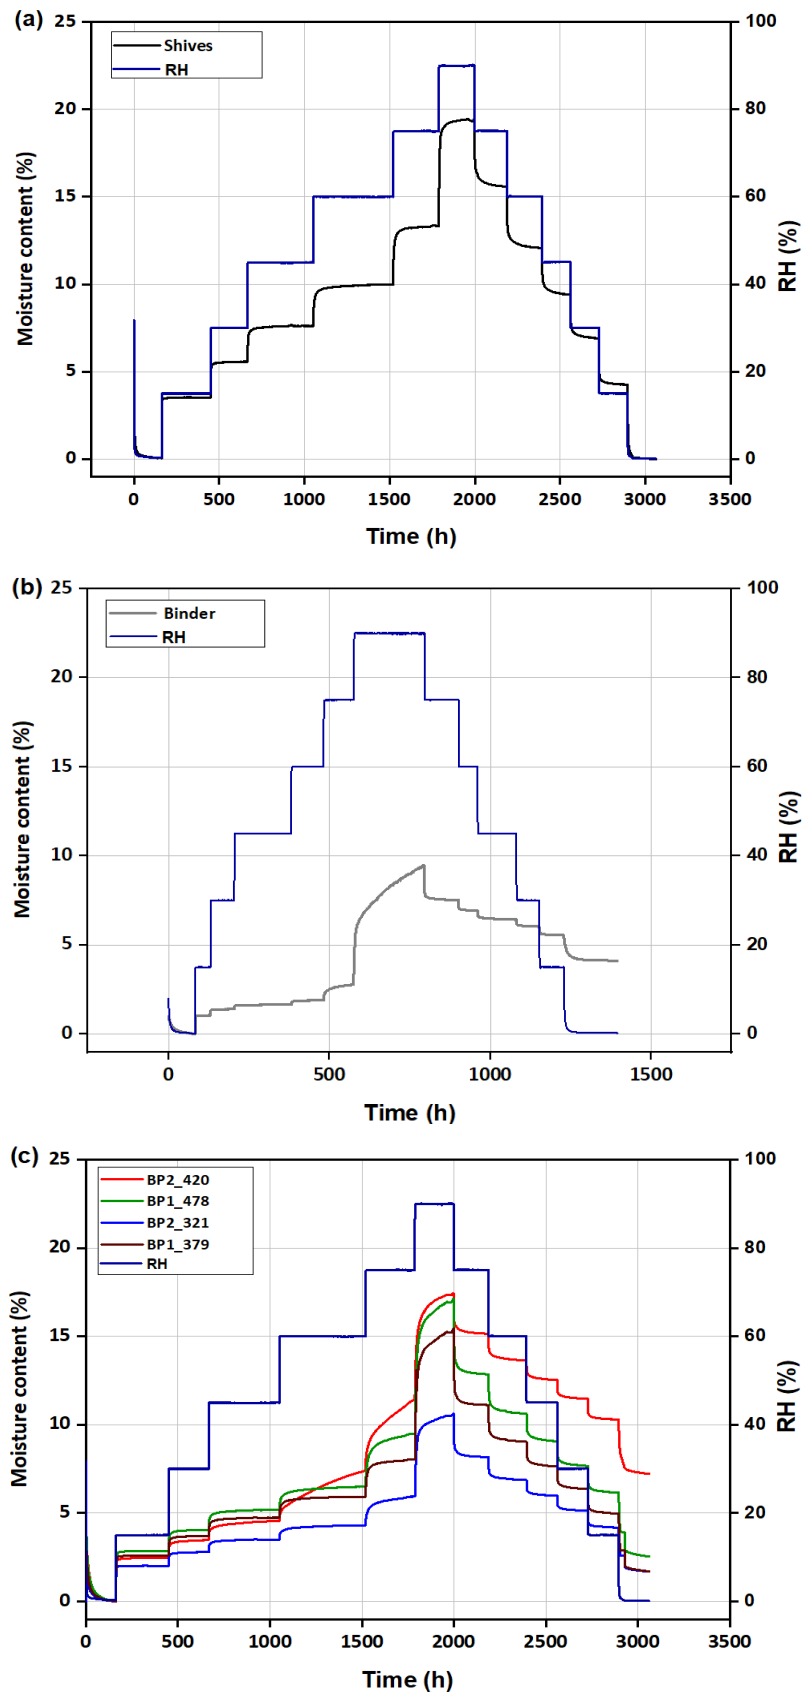 (a)
25
20
15
10
5
0
Moisture content (%)
Shives
RH
100
80
60
40
20
0
RH (%)
0 500 1000 1500 2000 2500 3000 3500
Time (h)
(b)
25
20
15
10
5
0
Moisture content (%)
Binder
RH
100
80
60
40
20
0
RH (%)
0 500 1000 1500
Time (h)
(c)
25
20
15
10
5
0
Moisture content (%)
BP2_420
BP1_478
BP2_321
BP1_379
RH
100
80
60
40
20
0
RH (%)
0 500 1000 1500 2000 2500 3000 3500
Time (h)